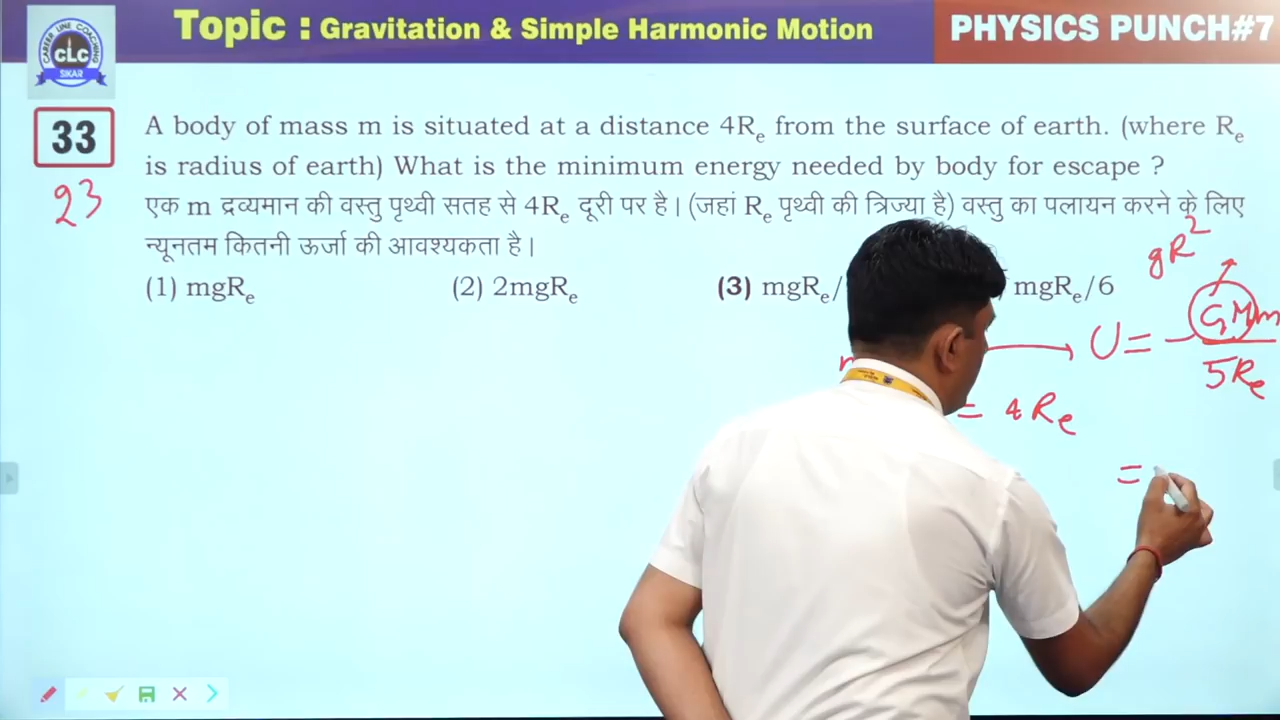 Topic : Gravitation & Simple Harmonic Motion
PHYSICS PUNCH#7
CAREER LINE COACHING
CLC
SIKAR
33
23
A body of mass m is situated at a distance 4Rₑ from the surface of earth. (where Rₑ
is radius of earth) What is the minimum energy needed by body for escape ?
एक m द्रव्यमान की वस्तु पृथ्वी सतह से 4Rₑ दूरी पर है। (जहां Rₑ पृथ्वी की त्रिज्या है) वस्तु का पलायन करने के लिए
न्यूनतम कितनी ऊर्जा की आवश्यकता है।
(1) mgRₑ (2) 2mgRₑ (3) mgRₑ/ mgRₑ/6
gR²
U = - GMm
5Rₑ
= 4Rₑ
=